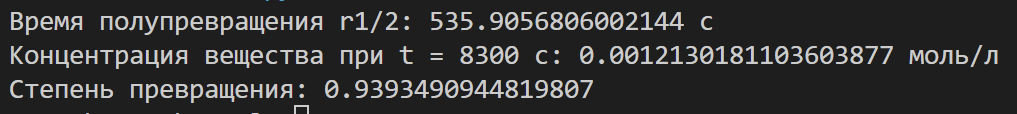 Время полупревращения r1/2: 535.9056806002144 с
Концентрация вещества при t = 8300 с: 0.0012130181103603877 моль/л
Степень превращения: 0.9393490944819807